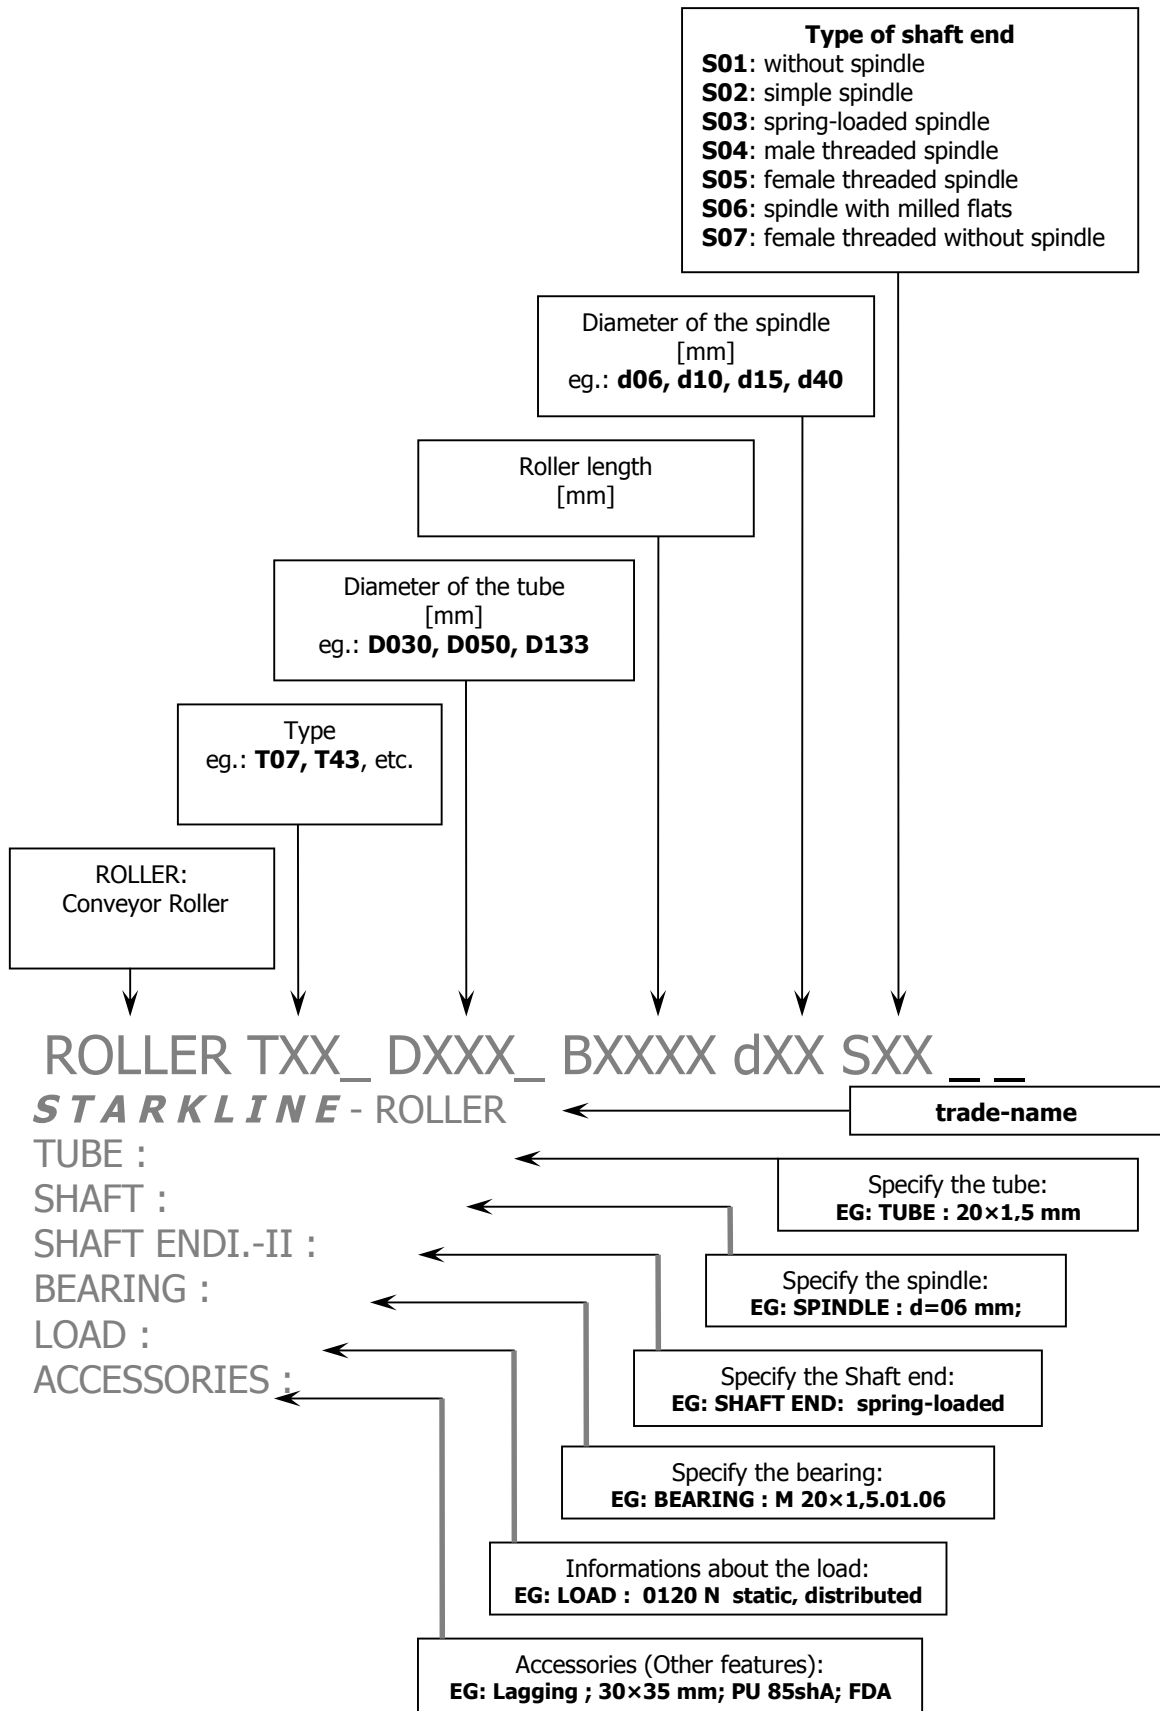 Type of shaft end
S01: without spindle
S02: simple spindle
S03: spring-loaded spindle
S04: male threaded spindle
S05: female threaded spindle
S06: spindle with milled flats
S07: female threaded without spindle
Diameter of the spindle
[mm]
eg.: d06, d10, d15, d40
Roller length
[mm]
Diameter of the tube
[mm]
eg.: D030, D050, D133
Type
eg.: T07, T43, etc.
ROLLER:
Conveyor Roller
ROLLER TXX_ DXXX_ BXXXX dXX SXX _ _
STARKLINE - ROLLER
trade-name
TUBE :
Specify the tube:
EG: TUBE : 20×1,5 mm
SHAFT :
Specify the spindle:
EG: SPINDLE : d=06 mm;
SHAFT ENDI.-II :
Specify the Shaft end:
EG: SHAFT END: spring-loaded
BEARING :
Specify the bearing:
EG: BEARING : M 20×1,5.01.06
LOAD :
Informations about the load:
EG: LOAD : 0120 N static, distributed
ACCESSORIES :
Accessories (Other features):
EG: Lagging ; 30×35 mm; PU 85shA; FDA